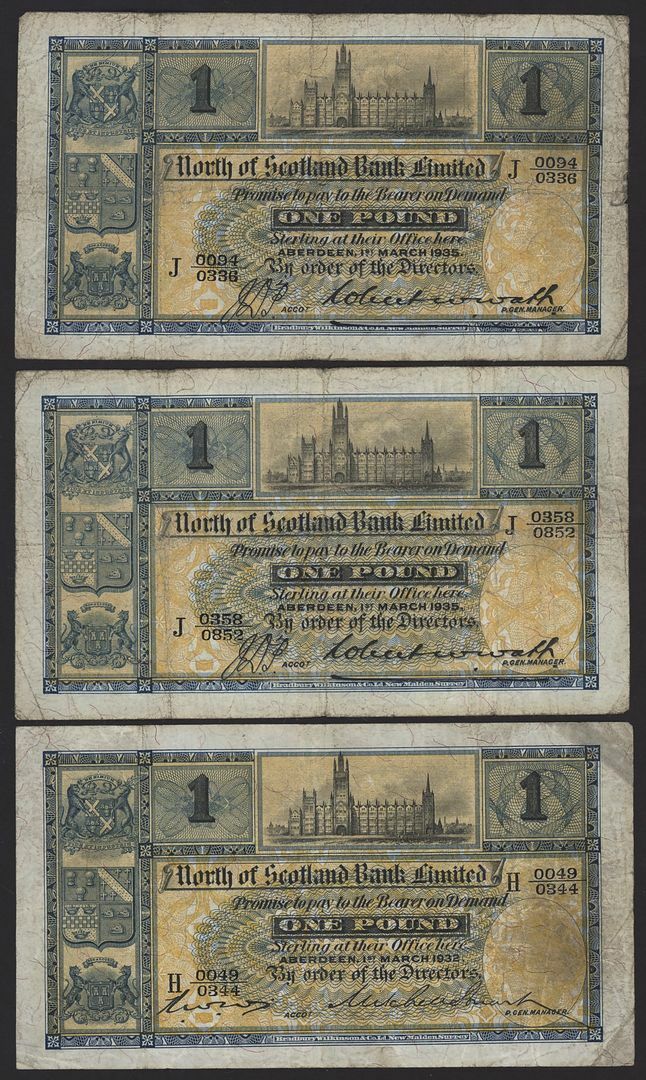 1
1
North of Scotland Bank Limited
J 0094/0336
Promise to pay to the Bearer on Demand
ONE POUND
Sterling at their Office here
ABERDEEN, 1ST MARCH 1935.
J 0094/0336
By order of the Directors.
ACCOT
P.GEN.MANAGER.
Bradbury Wilkinson & Co Ld New Malden Surrey
1
1
North of Scotland Bank Limited
J 0358/0852
Promise to pay to the Bearer on Demand
ONE POUND
Sterling at their Office here
ABERDEEN, 1ST MARCH 1935.
J 0358/0852
By order of the Directors.
ACCOT
P.GEN.MANAGER.
Bradbury Wilkinson & Co Ld New Malden Surrey
1
1
North of Scotland Bank Limited
H 0049/0344
Promise to pay to the Bearer on Demand
ONE POUND
Sterling at their Office here
ABERDEEN, 1ST MARCH 1932.
H 0049/0344
By order of the Directors.
ACCOT
P.GEN.MANAGER.
Bradbury Wilkinson & Co Ld New Malden Surrey